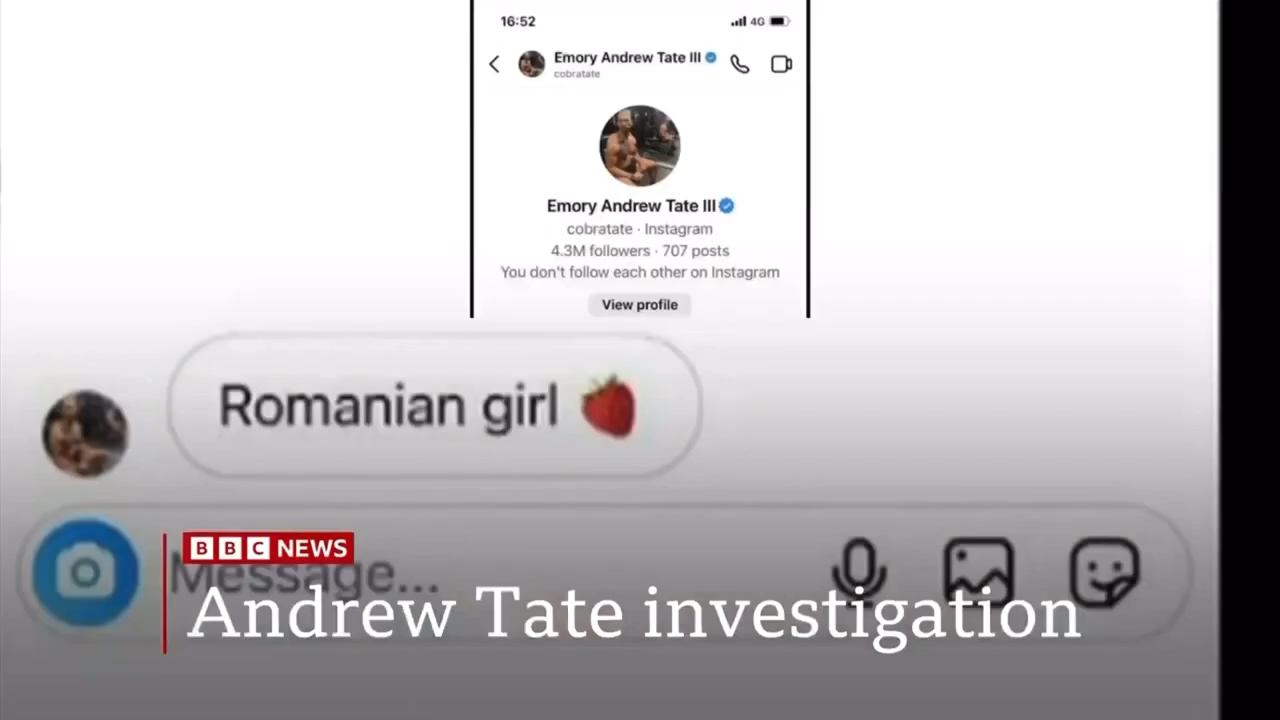 16:52
4G
Emory Andrew Tate III
cobratate
Emory Andrew Tate III
cobratate · Instagram
4.3M followers · 707 posts
You don't follow each other on Instagram
View profile
Romanian girl 🍓
Message...
BBC NEWS
Andrew Tate investigation